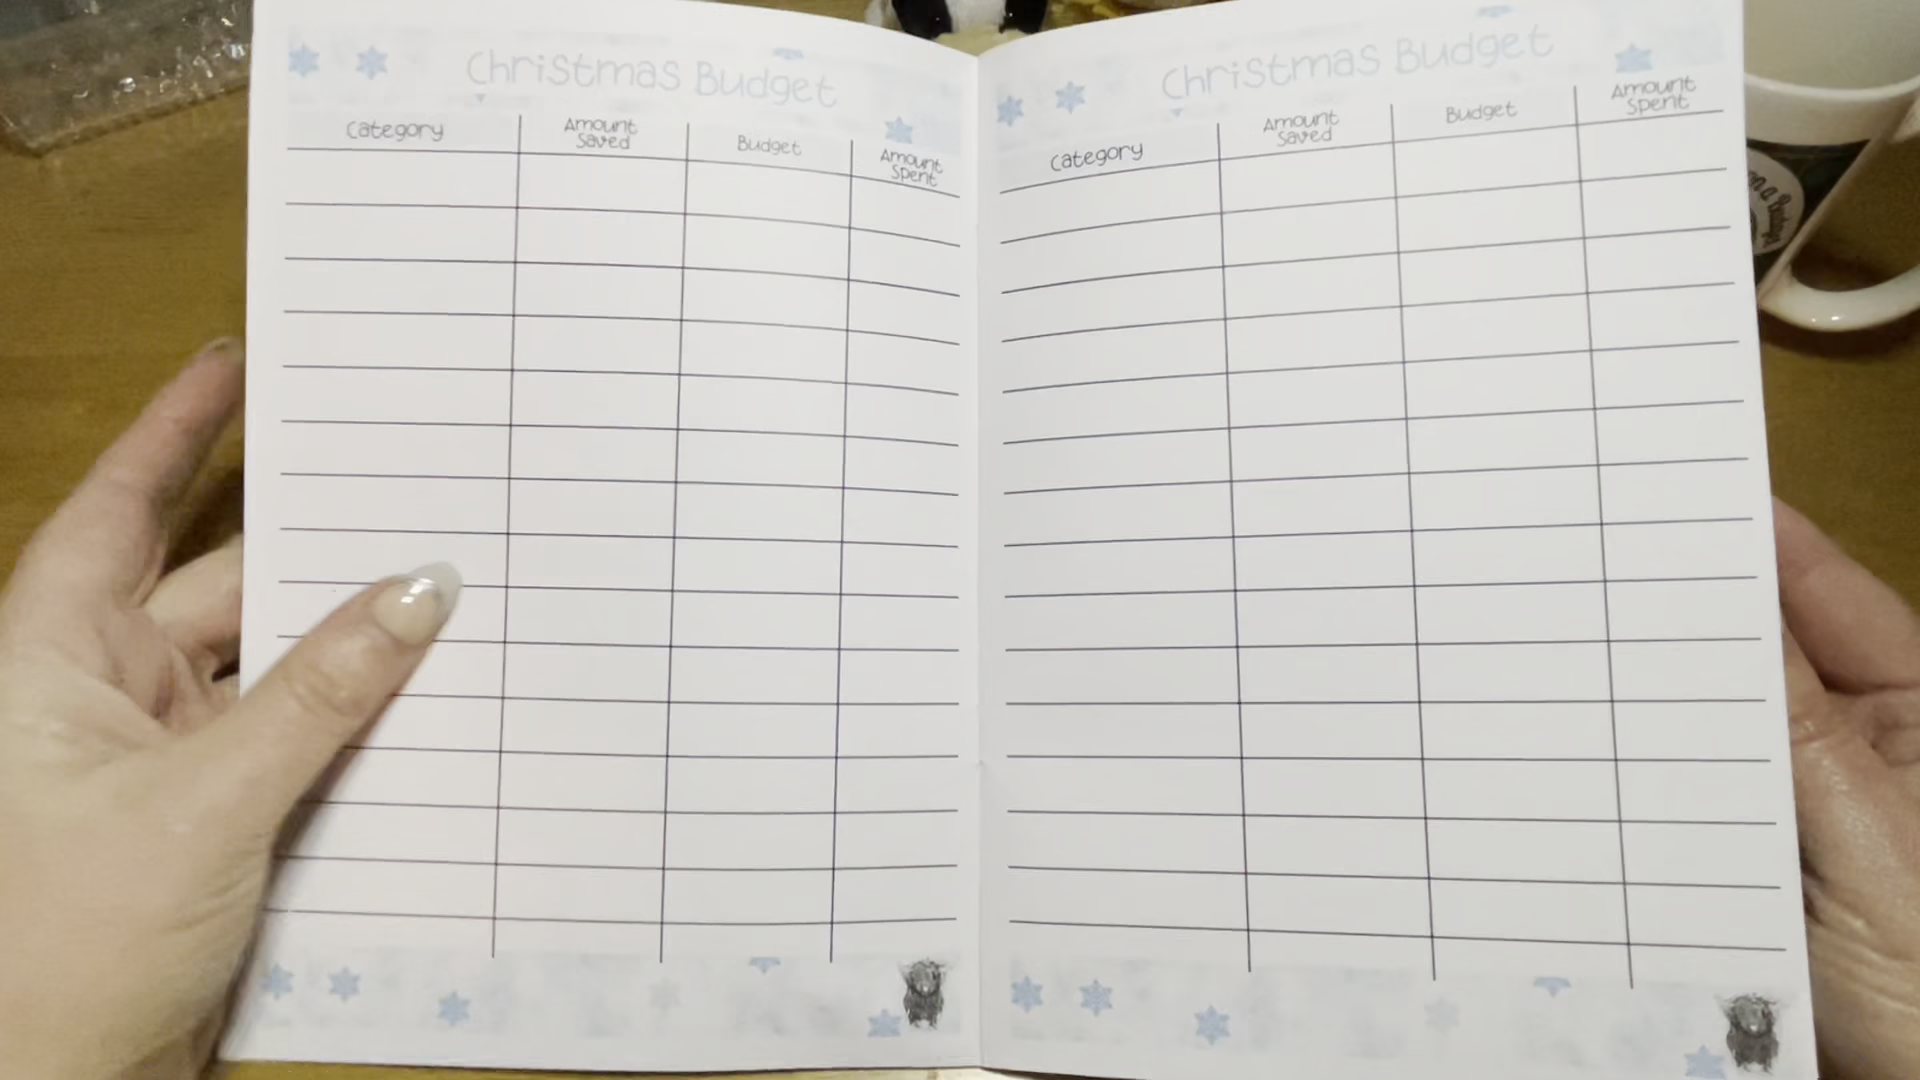 Christmas Budget
Category
Amount Saved
Budget
Amount Spent
Christmas Budget
Category
Amount Saved
Budget
Amount Spent